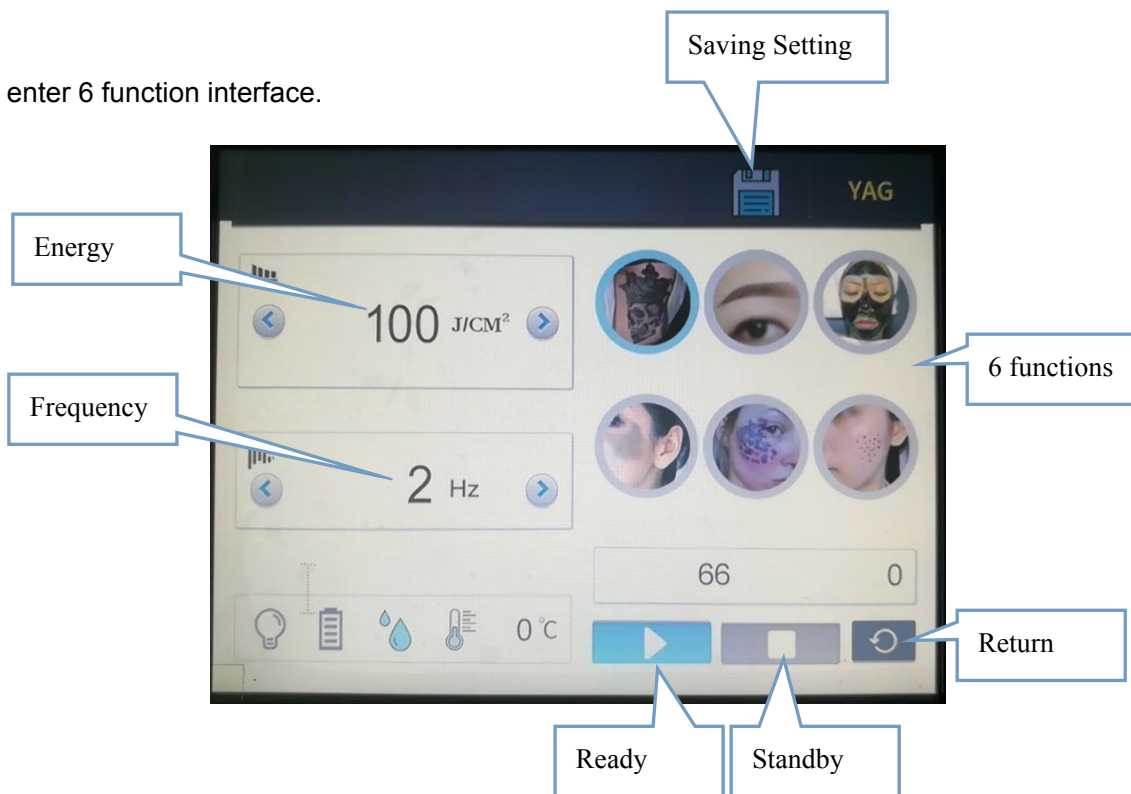 Saving Setting
enter 6 function interface.
YAG
Energy
100 J/CM²
6 functions
Frequency
2 Hz
66 0
0 °C
Return
Ready
Standby